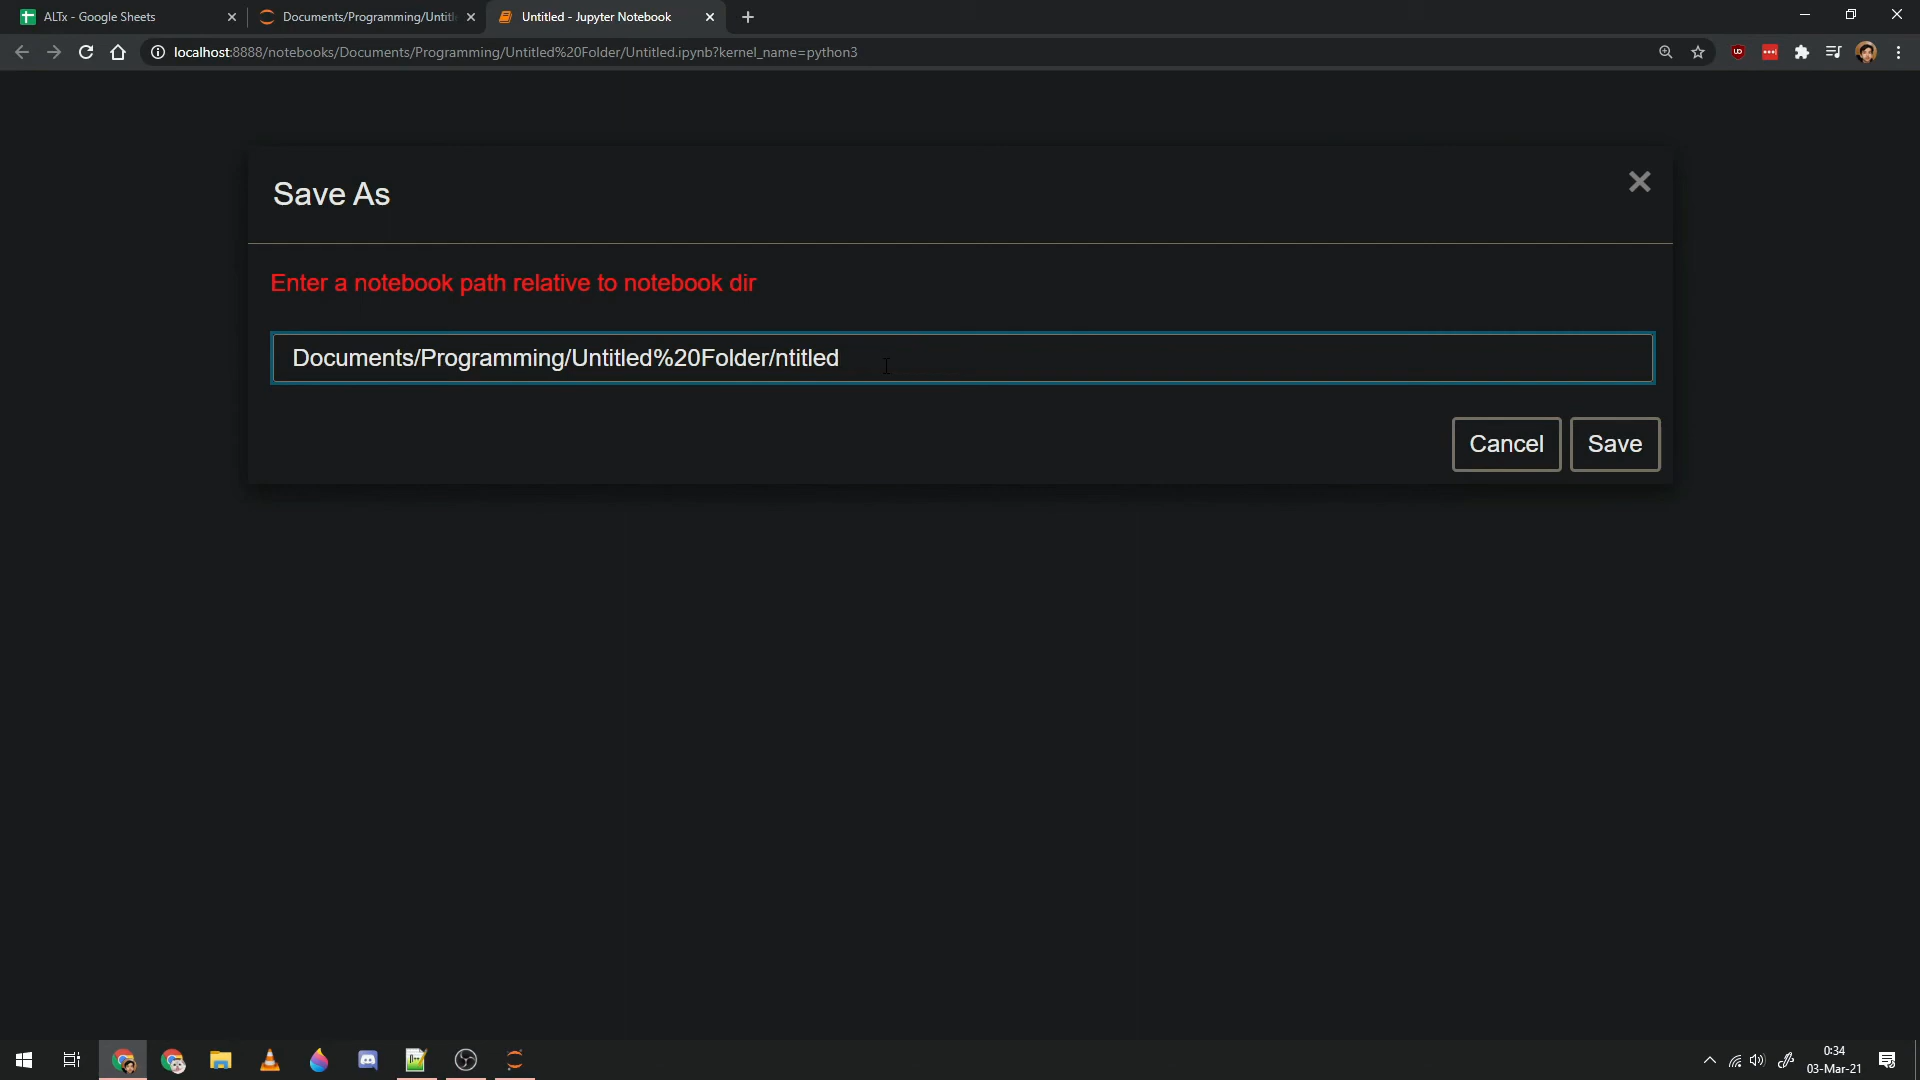 ALTx - Google Sheets
Documents/Programming/Untitl
Untitled - Jupyter Notebook
localhost:8888/notebooks/Documents/Programming/Untitled%20Folder/Untitled.ipynb?kernel_name=python3
Save As
Enter a notebook path relative to notebook dir
Documents/Programming/Untitled%20Folder/ntitled
Cancel
Save
0:34
03-Mar-21